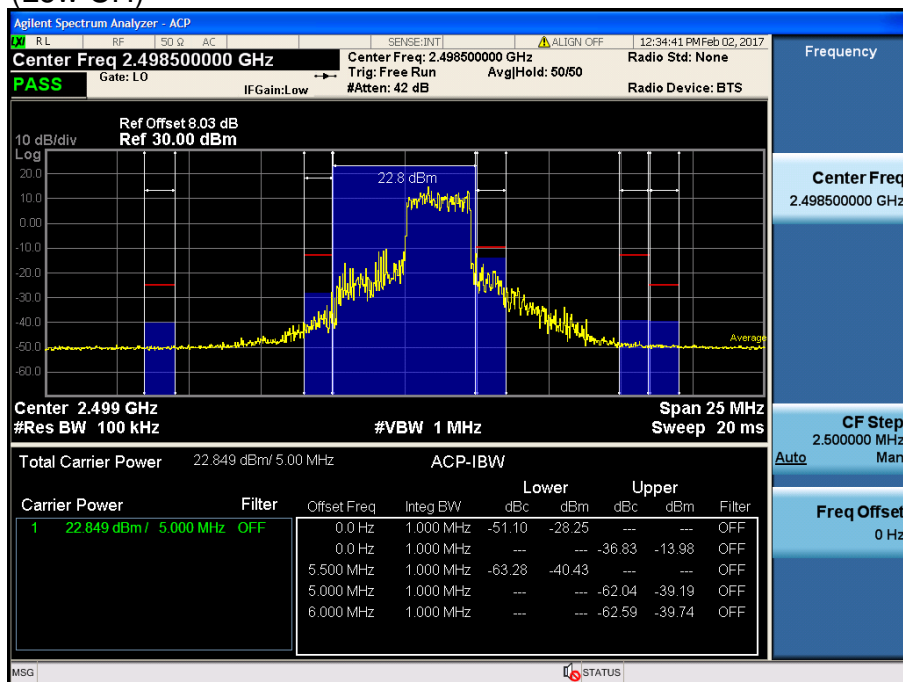 Agilent Spectrum Analyzer - ACP
LXI RL RF 50 Ω AC SENSE:INT ALIGN OFF 12:34:41 PM Feb 02, 2017
Center Freq 2.498500000 GHz
Center Freq: 2.498500000 GHz
Radio Std: None
PASS
Gate: LO
IFGain:Low
Trig: Free Run Avg|Hold: 50/50
#Atten: 42 dB
Radio Device: BTS
Ref Offset 8.03 dB
10 dB/div Ref 30.00 dBm
Log
20.0
10.0
0.00
-10.0
-20.0
-30.0
-40.0
-50.0
-60.0
22.8 dBm
Average
Center 2.499 GHz Span 25 MHz
#Res BW 100 kHz #VBW 1 MHz Sweep 20 ms
Total Carrier Power 22.849 dBm/ 5.00 MHz ACP-IBW
Lower Upper
Carrier Power Filter Offset Freq Integ BW dBc dBm dBc dBm Filter
1 22.849 dBm / 5.000 MHz OFF 0.0 Hz 1.000 MHz -51.10 -28.25 --- --- OFF
0.0 Hz 1.000 MHz --- --- -36.83 -13.98 OFF
5.500 MHz 1.000 MHz -63.28 -40.43 --- --- OFF
5.000 MHz 1.000 MHz --- --- -62.04 -39.19 OFF
6.000 MHz 1.000 MHz --- --- -62.59 -39.74 OFF
MSG STATUS
Frequency
Center Freq
2.498500000 GHz
CF Step
2.500000 MHz
Auto Man
Freq Offset
0 Hz